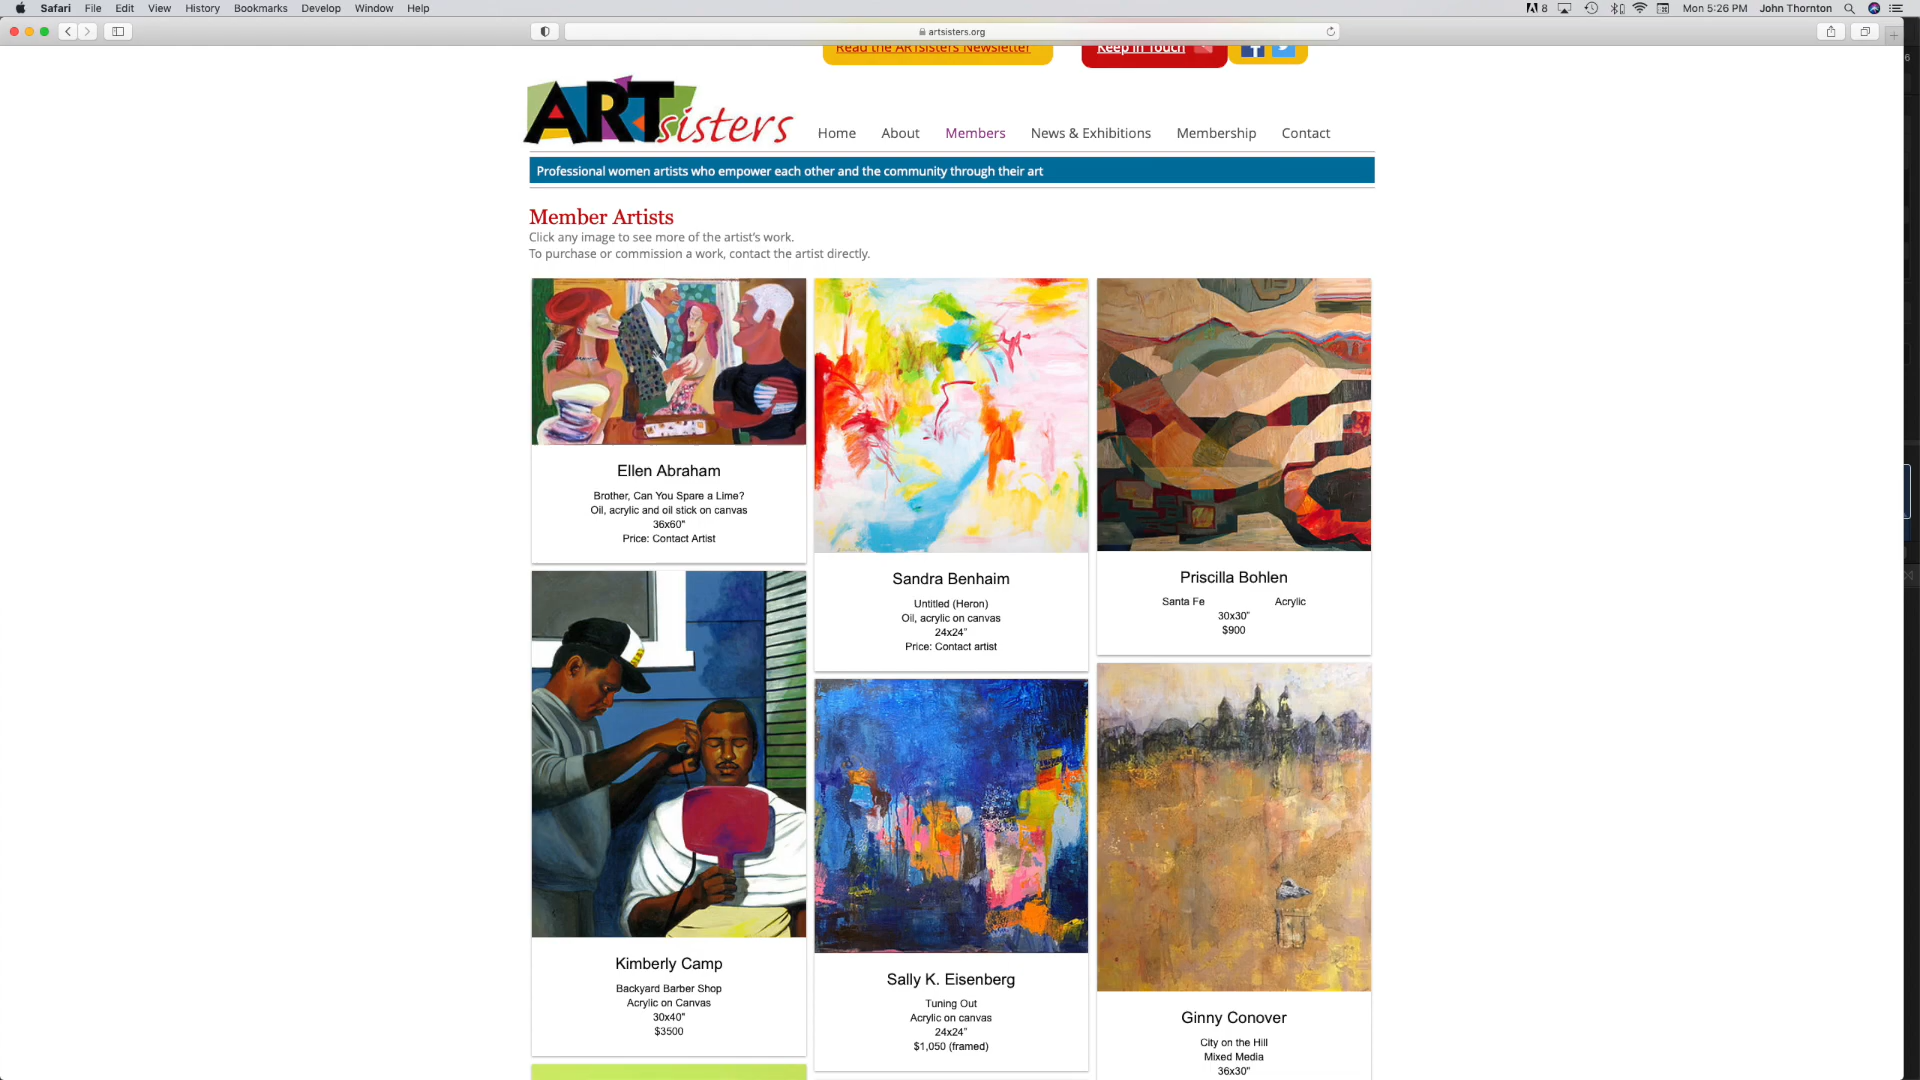 Safari File Edit View History Bookmarks Develop Window Help
8 Mon 5:26 PM John Thornton
artsisters.org
Read the ARTsisters Newsletter
Keep in Touch
ARTsisters
Home About Members News & Exhibitions Membership Contact
Professional women artists who empower each other and the community through their art
Member Artists
Click any image to see more of the artist's work.
To purchase or commission a work, contact the artist directly.
Ellen Abraham
Brother, Can You Spare a Lime?
Oil, acrylic and oil stick on canvas
36x60"
Price: Contact Artist
Sandra Benhaim
Untitled (Heron)
Oil, acrylic on canvas
24x24"
Price: Contact artist
Priscilla Bohlen
Santa Fe Acrylic
30x30"
$900
Kimberly Camp
Backyard Barber Shop
Acrylic on Canvas
30x40"
$3500
Sally K. Eisenberg
Tuning Out
Acrylic on canvas
24x24"
$1,050 (framed)
Ginny Conover
City on the Hill
Mixed Media
36x30"